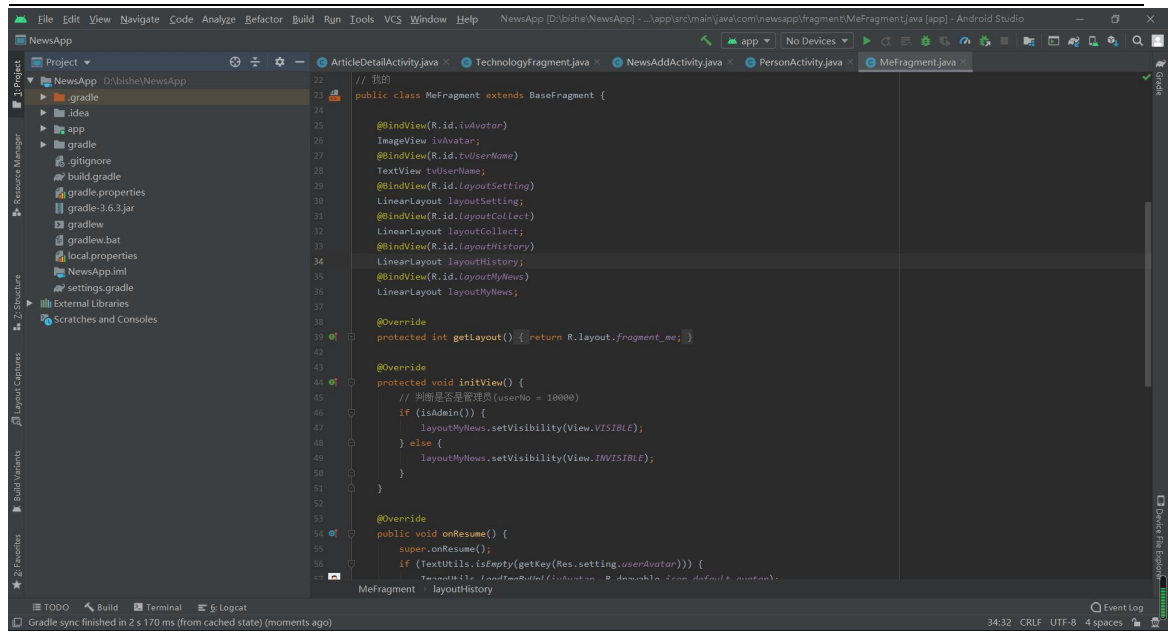 File Edit View Navigate Code Analyze Refactor Build Run Tools VCS Window Help NewsApp [D:\bishe\NewsApp] - ...\app\src\main\java\com\newsapp\fragment\MeFragment.java [app] - Android Studio
NewsApp
app
No Devices
Project
ArticleDetailActivity.java
TechnologyFragment.java
NewsAddActivity.java
PersonActivity.java
MeFragment.java
NewsApp D:\bishe\NewsApp
.gradle
.idea
app
gradle
.gitignore
build.gradle
gradle.properties
gradle-3.6.3.jar
gradlew
gradlew.bat
local.properties
NewsApp.iml
settings.gradle
External Libraries
Scratches and Consoles
1: Project
Resource Manager
Z: Structure
Layout Captures
Build Variants
2: Favorites
22 // 我的
23 public class MeFragment extends BaseFragment {
24
25 @BindView(R.id.ivAvatar)
26 ImageView ivAvatar;
27 @BindView(R.id.tvUserName)
28 TextView tvUserName;
29 @BindView(R.id.layoutSetting)
30 LinearLayout layoutSetting;
31 @BindView(R.id.layoutCollect)
32 LinearLayout layoutCollect;
33 @BindView(R.id.layoutHistory)
34 LinearLayout layoutHistory;
35 @BindView(R.id.layoutMyNews)
36 LinearLayout layoutMyNews;
37
38 @Override
39 protected int getLayout() { return R.layout.fragment_me; }
42
43 @Override
44 protected void initView() {
45 // 判断是否是管理员(userNo = 10000)
46 if (isAdmin()) {
47 layoutMyNews.setVisibility(View.VISIBLE);
48 } else {
49 layoutMyNews.setVisibility(View.INVISIBLE);
50 }
51 }
52
53 @Override
54 public void onResume() {
55 super.onResume();
56 if (TextUtils.isEmpty(getKey(Res.setting.userAvatar))) {
MeFragment
layoutHistory
Gradle
Device File Explorer
TODO
Build
Terminal
6: Logcat
Event Log
Gradle sync finished in 2 s 170 ms (from cached state) (moments ago)
34:32 CRLF UTF-8 4 spaces